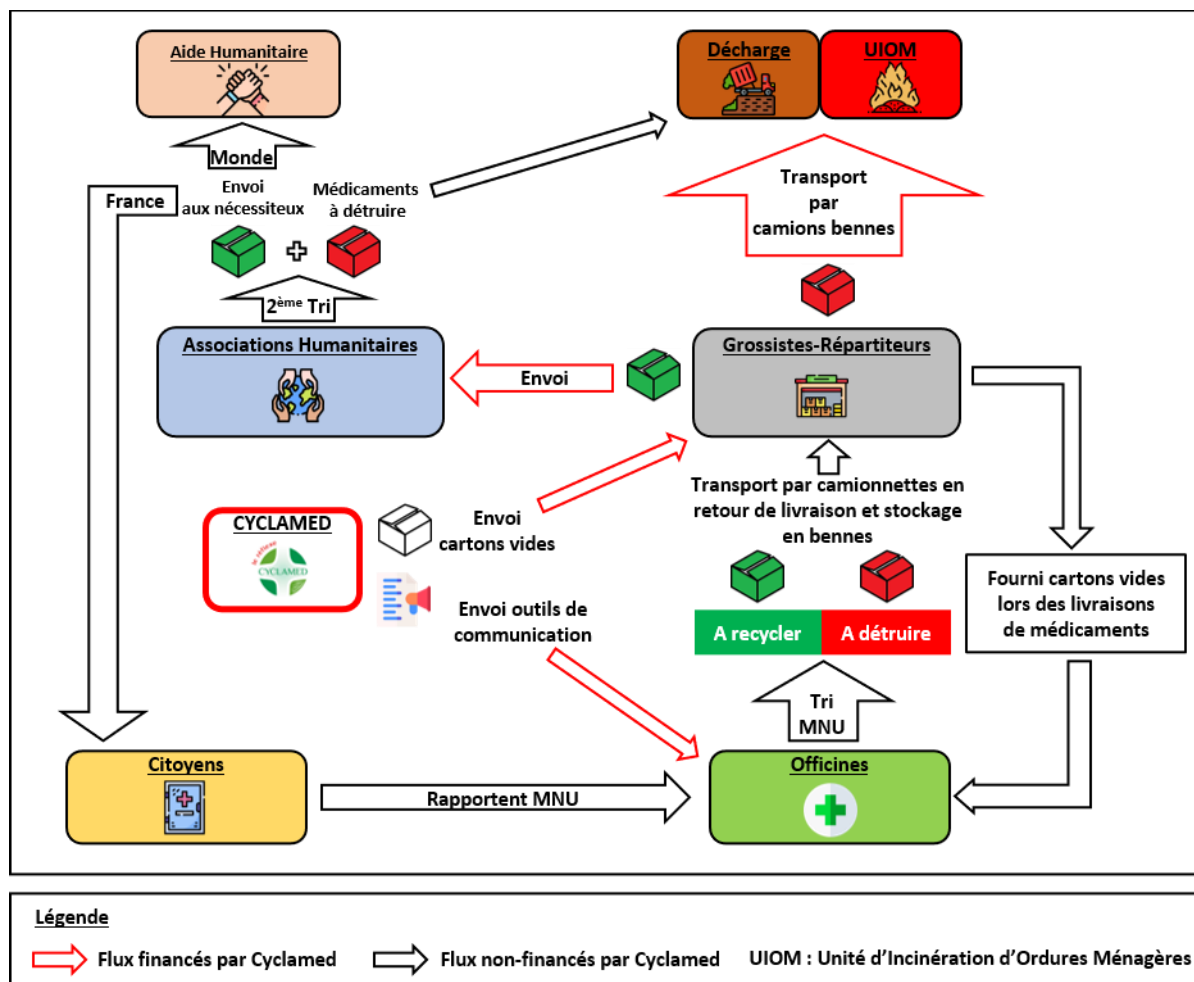 Aide Humanitaire
Décharge
UIOM
Monde
France
Envoi
aux nécessiteux
Médicaments
à détruire
Transport
par
camions bennes
2ème Tri
Associations Humanitaires
Envoi
Grossistes-Répartiteurs
CYCLAMED
je relieve
CYCLAMED
Envoi
cartons vides
Envoi outils de
communication
Transport par camionnettes en
retour de livraison et stockage
en bennes
A recycler
A détruire
Fourni cartons vides
lors des livraisons
de médicaments
Tri
MNU
Citoyens
Rapportent MNU
Officines
Légende
Flux financés par Cyclamed
Flux non-financés par Cyclamed
UIOM : Unité d'Incinération d'Ordures Ménagères